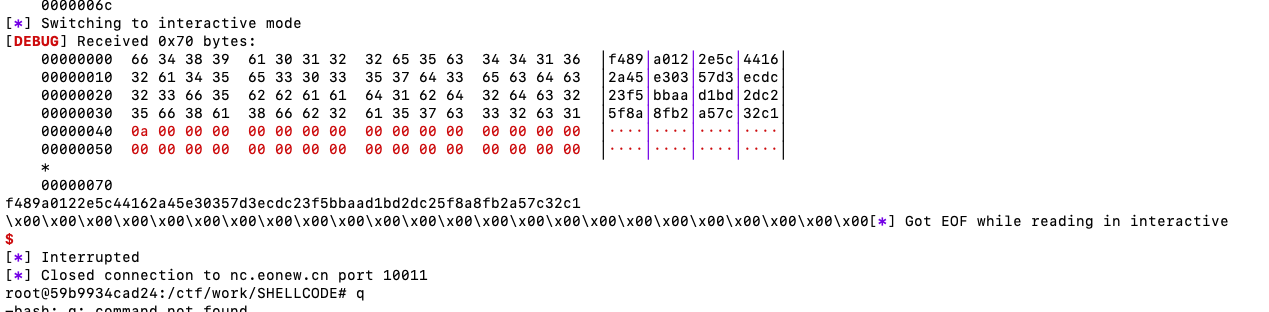 0000006c
[*] Switching to interactive mode
[DEBUG] Received 0x70 bytes:
00000000  66 34 38 39  61 30 31 32  32 65 35 63  34 34 31 36  │f489│a012│2e5c│4416│
00000010  32 61 34 35  65 33 30 33  35 37 64 33  65 63 64 63  │2a45│e303│57d3│ecdc│
00000020  32 33 66 35  62 62 61 61  64 31 62 64  32 64 63 32  │23f5│bbaa│d1bd│2dc2│
00000030  35 66 38 61  38 66 62 32  61 35 37 63  33 32 63 31  │5f8a│8fb2│a57c│32c1│
00000040  0a 00 00 00  00 00 00 00  00 00 00 00  00 00 00 00  │····│····│····│····│
00000050  00 00 00 00  00 00 00 00  00 00 00 00  00 00 00 00  │····│····│····│····│
*
00000070
f489a0122e5c44162a45e30357d3ecdc23f5bbaad1bd2dc25f8a8fb2a57c32c1
\x00\x00\x00\x00\x00\x00\x00\x00\x00\x00\x00\x00\x00\x00\x00\x00\x00\x00\x00\x00\x00\x00\x00\x00[*] Got EOF while reading in interactive
$
[*] Interrupted
[*] Closed connection to nc.eonew.cn port 10011
root@59b9934cad24:/ctf/work/SHELLCODE# q
-bash: q: command not found